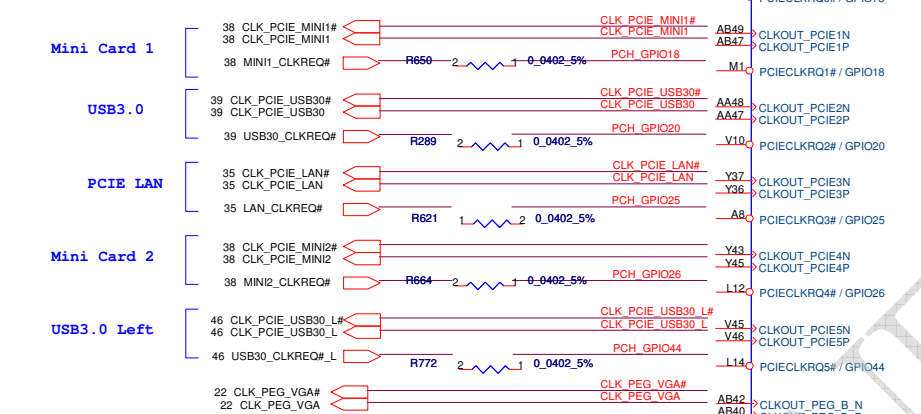 38 CLK_PCIE_MINI1# CLK_PCIE_MINI1# AB49 CLKOUT_PCIE1N
38 CLK_PCIE_MINI1 CLK_PCIE_MINI1 AB47 CLKOUT_PCIE1P
Mini Card 1
38 MINI1_CLKREQ# R650 2 1 0_0402_5% PCH_GPIO18 M1 PCIECLKRQ1# / GPIO18
39 CLK_PCIE_USB30# CLK_PCIE_USB30# AA48 CLKOUT_PCIE2N
39 CLK_PCIE_USB30 CLK_PCIE_USB30 AA47 CLKOUT_PCIE2P
USB3.0
39 USB30_CLKREQ# R289 2 1 0_0402_5% PCH_GPIO20 V10 PCIECLKRQ2# / GPIO20
35 CLK_PCIE_LAN# CLK_PCIE_LAN# Y37 CLKOUT_PCIE3N
35 CLK_PCIE_LAN CLK_PCIE_LAN Y36 CLKOUT_PCIE3P
PCIE LAN
35 LAN_CLKREQ# R621 1 2 0_0402_5% PCH_GPIO25 A8 PCIECLKRQ3# / GPIO25
38 CLK_PCIE_MINI2# Y43 CLKOUT_PCIE4N
38 CLK_PCIE_MINI2 Y45 CLKOUT_PCIE4P
Mini Card 2
38 MINI2_CLKREQ# R664 2 1 0_0402_5% PCH_GPIO26 L12 PCIECLKRQ4# / GPIO26
46 CLK_PCIE_USB30_L# CLK_PCIE_USB30_L# V45 CLKOUT_PCIE5N
46 CLK_PCIE_USB30_L CLK_PCIE_USB30_L V46 CLKOUT_PCIE5P
USB3.0 Left
46 USB30_CLKREQ#_L R772 2 1 0_0402_5% PCH_GPIO44 L14 PCIECLKRQ5# / GPIO44
22 CLK_PEG_VGA# CLK_PEG_VGA# AB42 CLKOUT_PEG_B_N
22 CLK_PEG_VGA CLK_PEG_VGA AB40